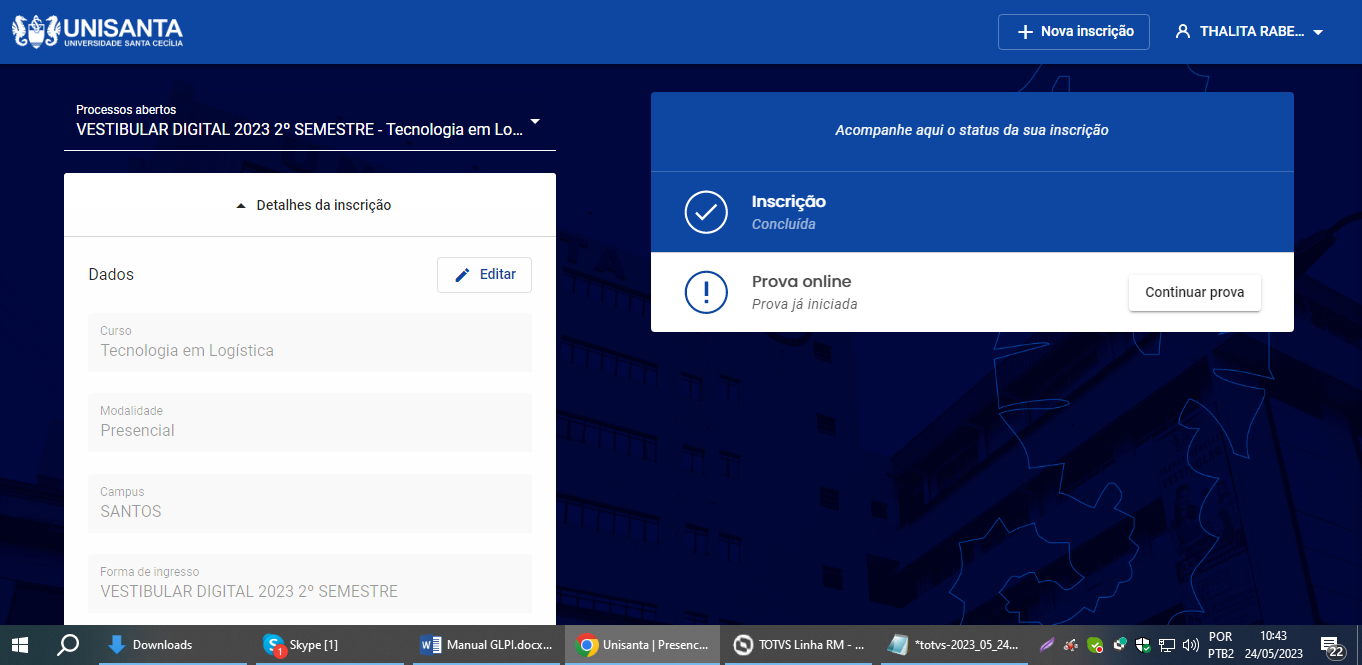 UNISANTA
UNIVERSIDADE SANTA CECÍLIA
Nova inscrição
THALITA RABE...
Processos abertos
VESTIBULAR DIGITAL 2023 2º SEMESTRE - Tecnologia em Lo...
Detalhes da inscrição
Dados
Editar
Curso
Tecnologia em Logística
Modalidade
Presencial
Campus
SANTOS
Forma de ingresso
VESTIBULAR DIGITAL 2023 2º SEMESTRE
Acompanhe aqui o status da sua inscrição
Inscrição
Concluída
Prova online
Prova já iniciada
Continuar prova
Downloads
Skype [1]
Manual GLPI.docx...
Unisanta | Presenc...
TOTVS Linha RM - ...
*totvs-2023_05_24...
POR
PTB2
10:43
24/05/2023
22